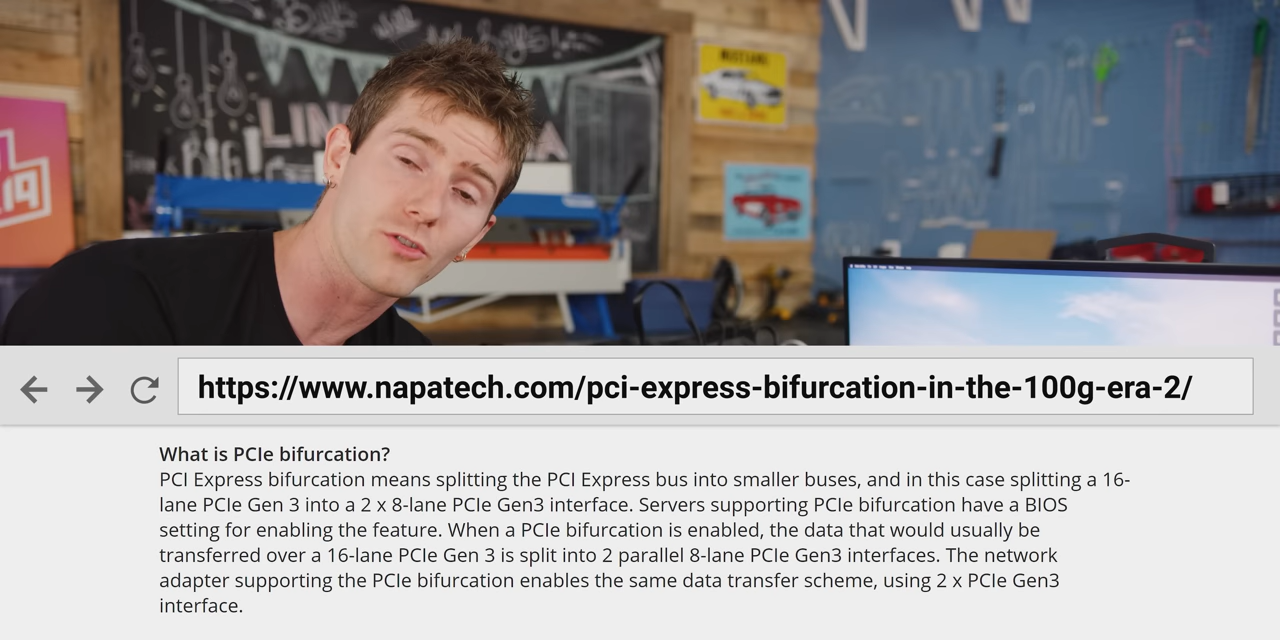 BIG!
MUSTANG
https://www.napatech.com/pci-express-bifurcation-in-the-100g-era-2/
What is PCIe bifurcation?
PCI Express bifurcation means splitting the PCI Express bus into smaller buses, and in this case splitting a 16-
lane PCIe Gen 3 into a 2 x 8-lane PCIe Gen3 interface. Servers supporting PCIe bifurcation have a BIOS
setting for enabling the feature. When a PCIe bifurcation is enabled, the data that would usually be
transferred over a 16-lane PCIe Gen 3 is split into 2 parallel 8-lane PCIe Gen3 interfaces. The network
adapter supporting the PCIe bifurcation enables the same data transfer scheme, using 2 x PCIe Gen3
interface.